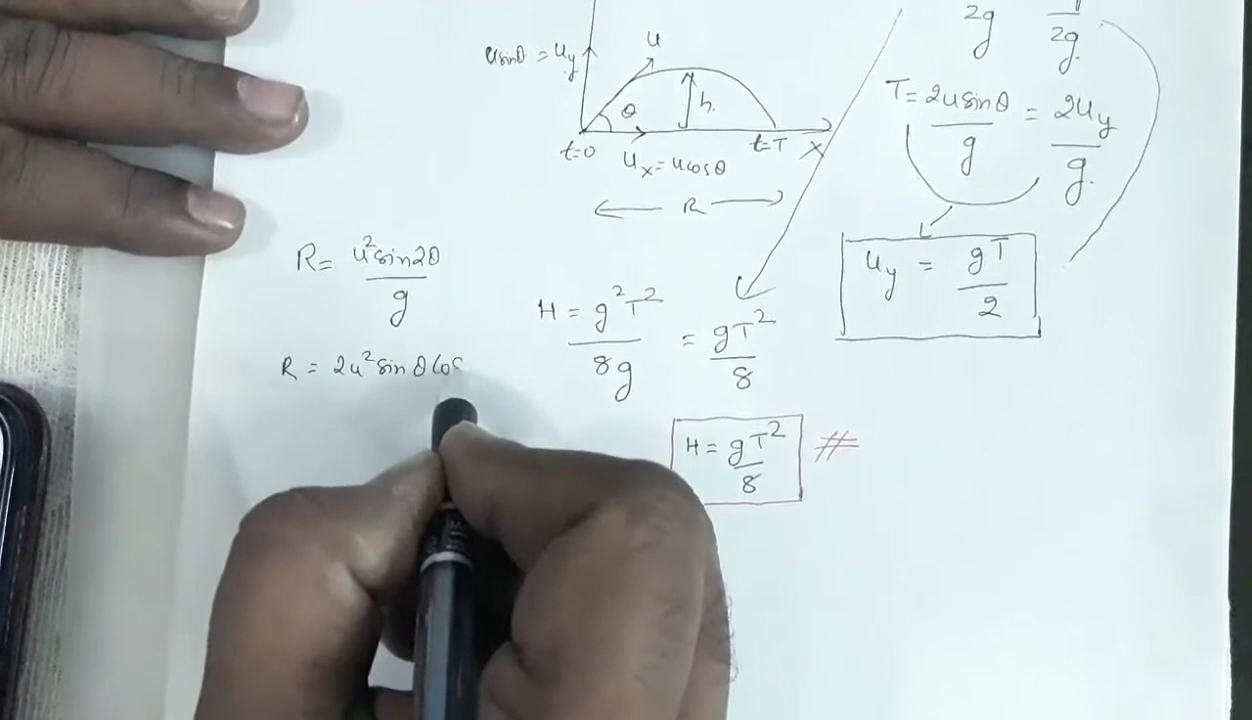 2g
2g.
usinθ = uy
u
θ
h.
t=0
t=T
X
ux = ucosθ
R
T = 2usinθ / g = 2uy / g.
uy = gT / 2
R = u²sin2θ / g
H = g²T² / 8g = gT² / 8
R = 2u²sinθcos
H = gT² / 8 #